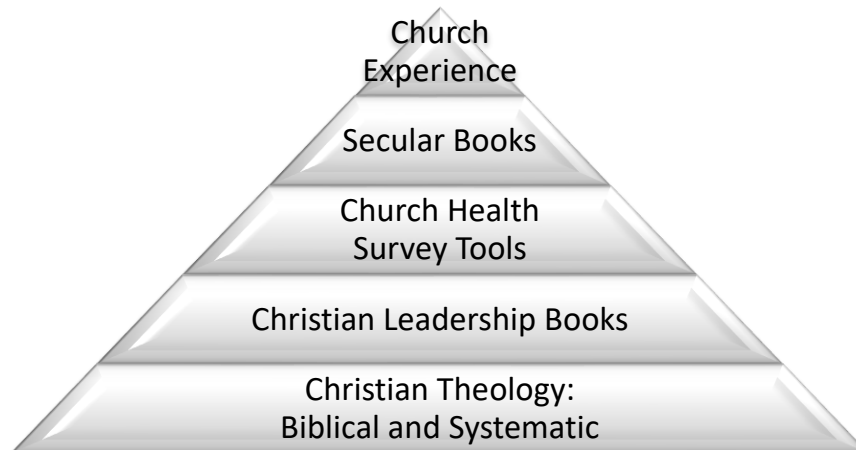 Church
Experience
Secular Books
Church Health
Survey Tools
Christian Leadership Books
Christian Theology:
Biblical and Systematic